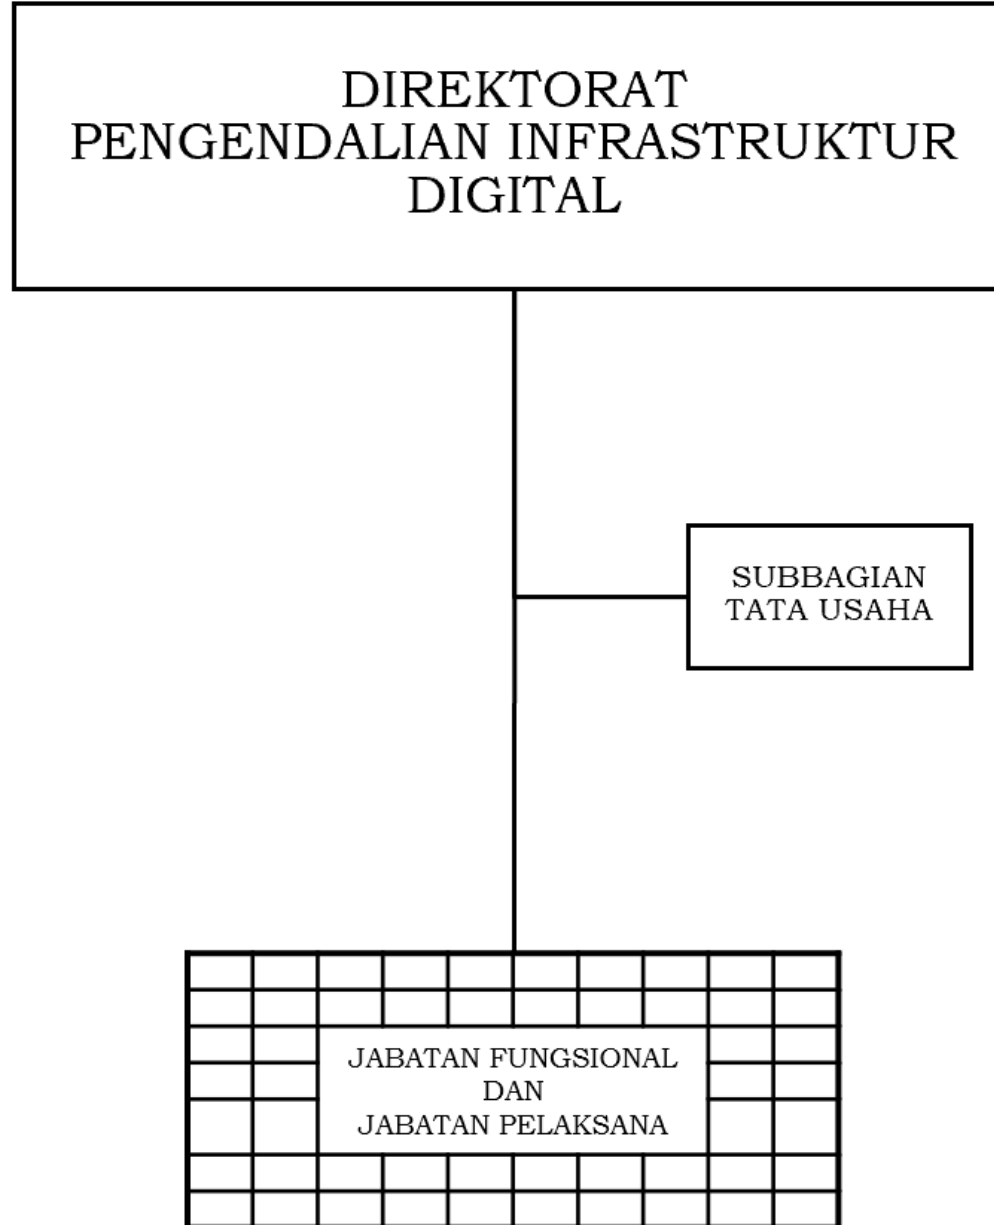 DIREKTORAT
PENGENDALIAN INFRASTRUKTUR
DIGITAL
SUBBAGIAN
TATA USAHA
JABATAN FUNGSIONAL
DAN
JABATAN PELAKSANA